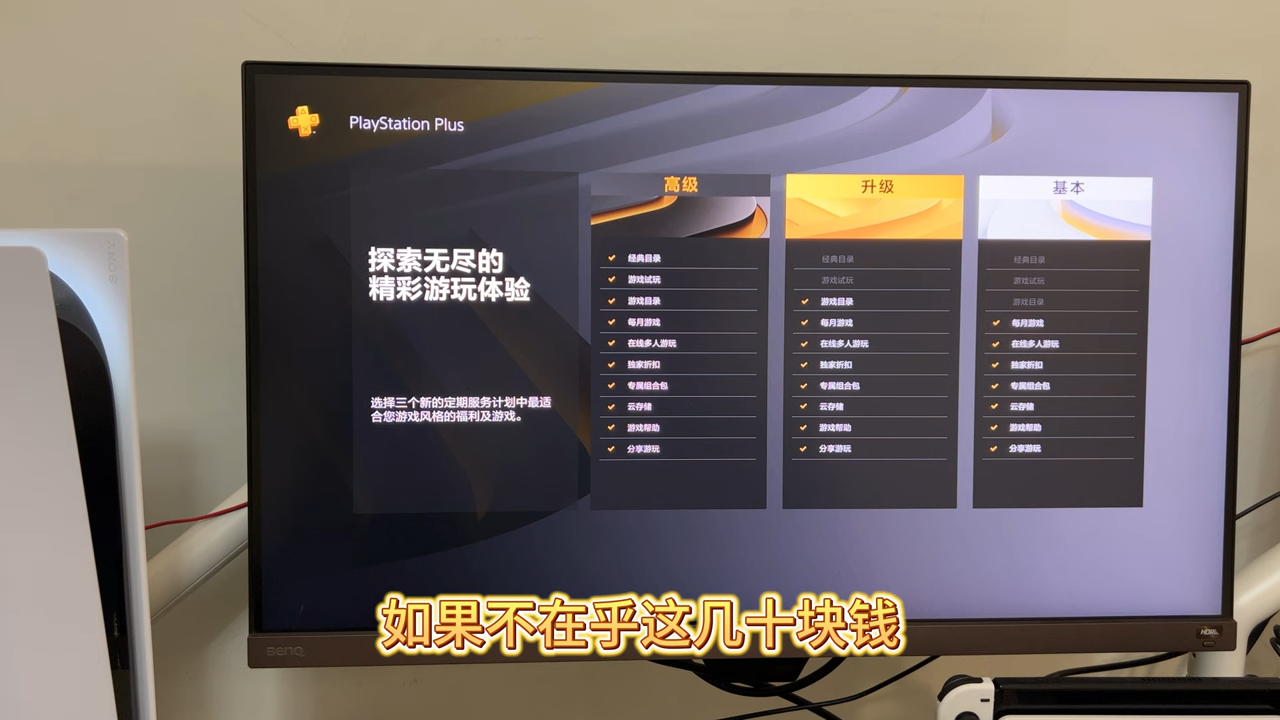 PlayStation Plus
探索无尽的
精彩游玩体验
选择三个新的定期服务计划中最适
合您游戏风格的福利及游戏。
高级
经典目录
游戏试玩
游戏目录
每月游戏
在线多人游玩
独家折扣
专属组合包
云存储
游戏帮助
分享游玩
升级
经典目录
游戏试玩
游戏目录
每月游戏
在线多人游玩
独家折扣
专属组合包
云存储
游戏帮助
分享游玩
基本
经典目录
游戏试玩
游戏目录
每月游戏
在线多人游玩
独家折扣
专属组合包
云存储
游戏帮助
分享游玩
SONY
如果不在乎这几十块钱
BenQ
HDRi